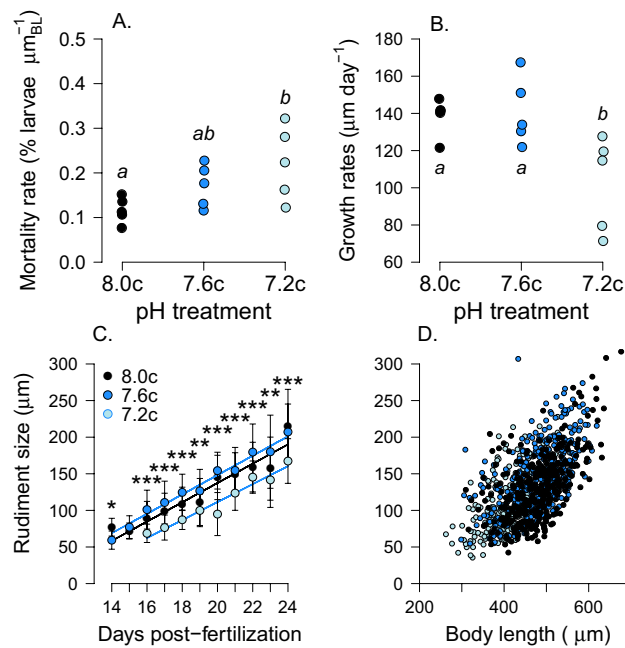 A.
Mortality rate (% larvae μm⁻¹BL)
0.5
0.4
0.3
0.2
0.1
0.0
a
ab
b
8.0c 7.6c 7.2c
pH treatment
B.
Growth rates (μm day⁻¹)
180
160
140
120
100
80
60
a
a
b
8.0c 7.6c 7.2c
pH treatment
C.
Rudiment size (μm)
300
250
200
150
100
50
0
8.0c
7.6c
7.2c
*
***
***
***
**
***
***
***
**
***
14 16 18 20 22 24
Days post−fertilization
D.
300
250
200
150
100
50
0
200 400 600
Body length ( μm)